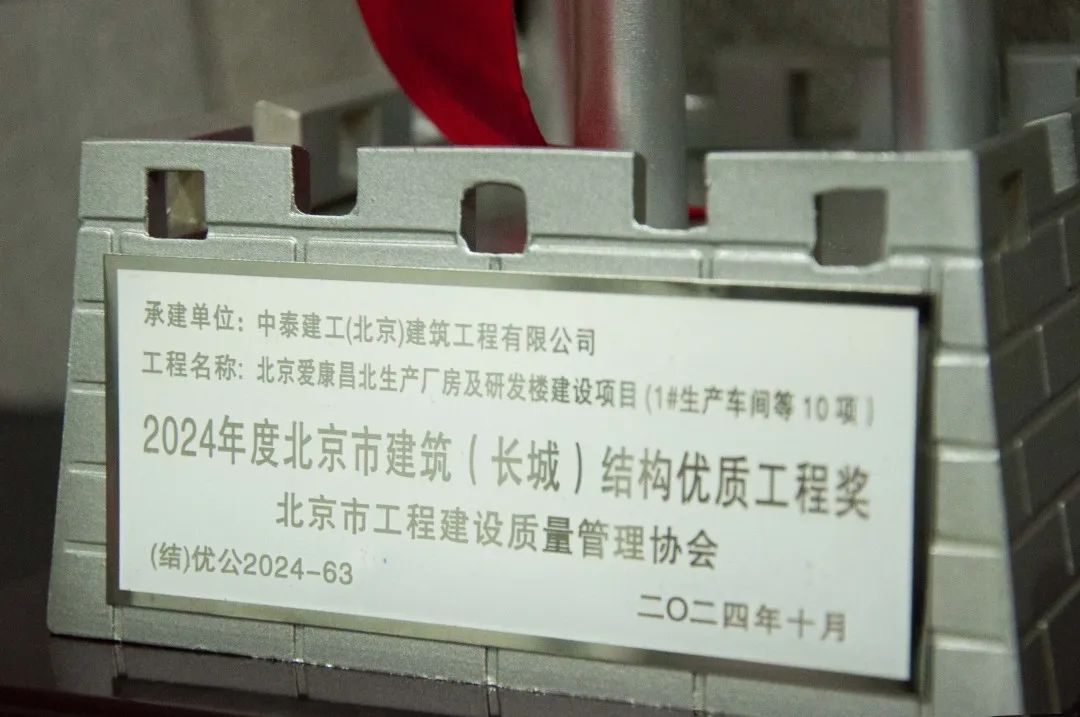 承建单位：中泰建工(北京)建筑工程有限公司
工程名称：北京爱康昌北生产厂房及研发楼建设项目(1#生产车间等10项)
2024年度北京市建筑（长城）结构优质工程奖
北京市工程建设质量管理协会
(结)优公2024-63
二〇二四年十月